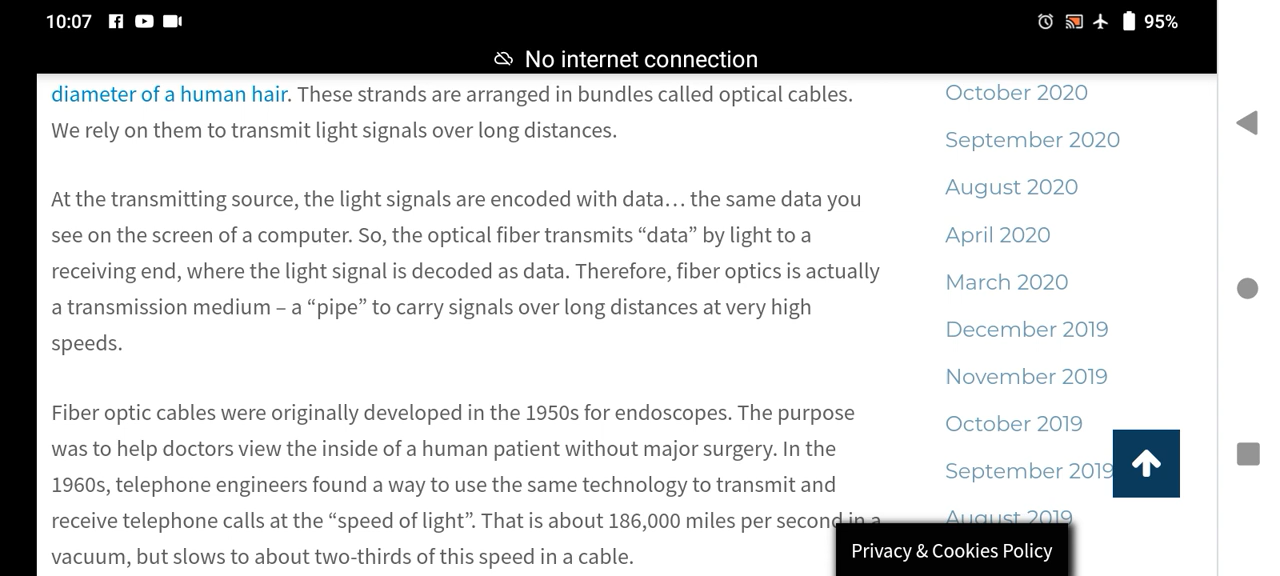 10:07
95%
No internet connection
diameter of a human hair. These strands are arranged in bundles called optical cables.
We rely on them to transmit light signals over long distances.
At the transmitting source, the light signals are encoded with data… the same data you
see on the screen of a computer. So, the optical fiber transmits “data” by light to a
receiving end, where the light signal is decoded as data. Therefore, fiber optics is actually
a transmission medium – a “pipe” to carry signals over long distances at very high
speeds.
Fiber optic cables were originally developed in the 1950s for endoscopes. The purpose
was to help doctors view the inside of a human patient without major surgery. In the
1960s, telephone engineers found a way to use the same technology to transmit and
receive telephone calls at the “speed of light”. That is about 186,000 miles per second in a
vacuum, but slows to about two-thirds of this speed in a cable.
October 2020
September 2020
August 2020
April 2020
March 2020
December 2019
November 2019
October 2019
September 2019
August 2019
Privacy & Cookies Policy